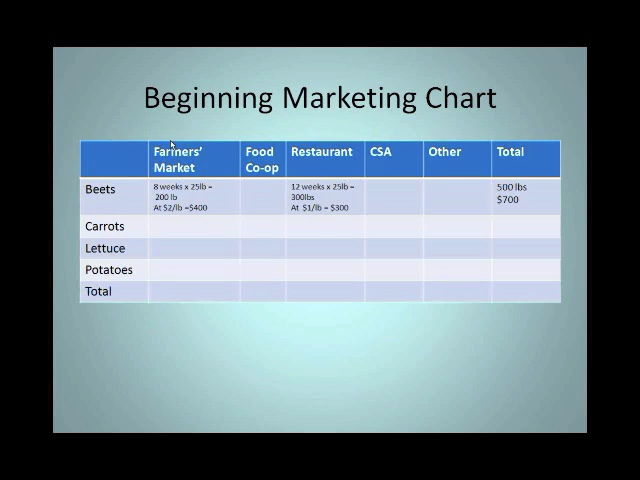 Beginning Marketing Chart
Farmers' Market
Food Co-op
Restaurant
CSA
Other
Total
Beets
8 weeks x 25lb =
200 lb
At $2/lb =$400
12 weeks x 25lb =
300lbs
At $1/lb = $300
500 lbs
$700
Carrots
Lettuce
Potatoes
Total